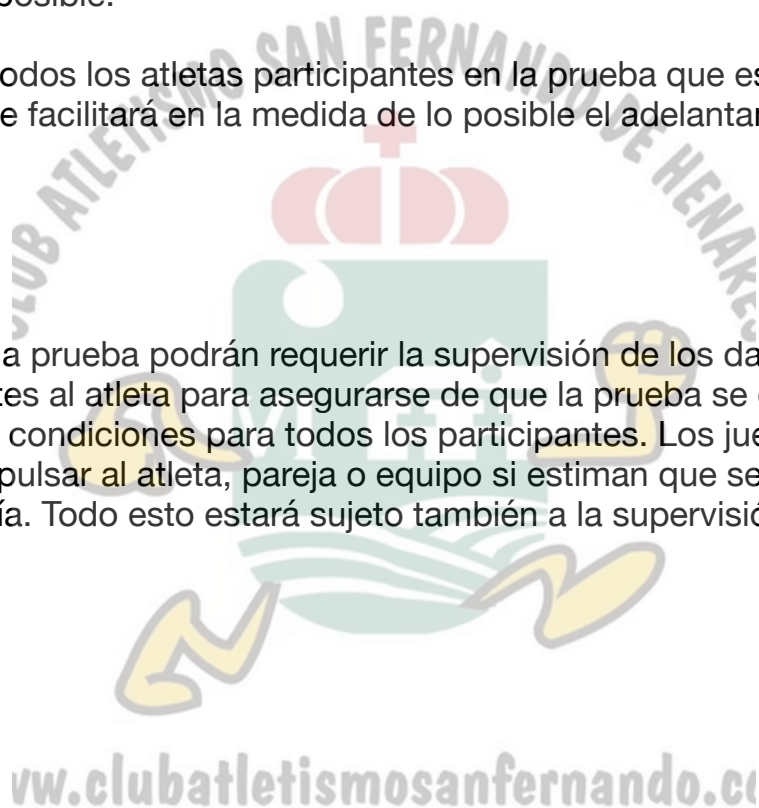 posible.
CLUB ATLETISMO SAN FERNANDO DE HENARES
odos los atletas participantes en la prueba que es
e facilitará en la medida de lo posible el adelantar
a prueba podrán requerir la supervisión de los da
tes al atleta para asegurarse de que la prueba se
condiciones para todos los participantes. Los jue
pulsar al atleta, pareja o equipo si estiman que se
ía. Todo esto estará sujeto también a la supervisió
www.clubatletismosanfernando.co